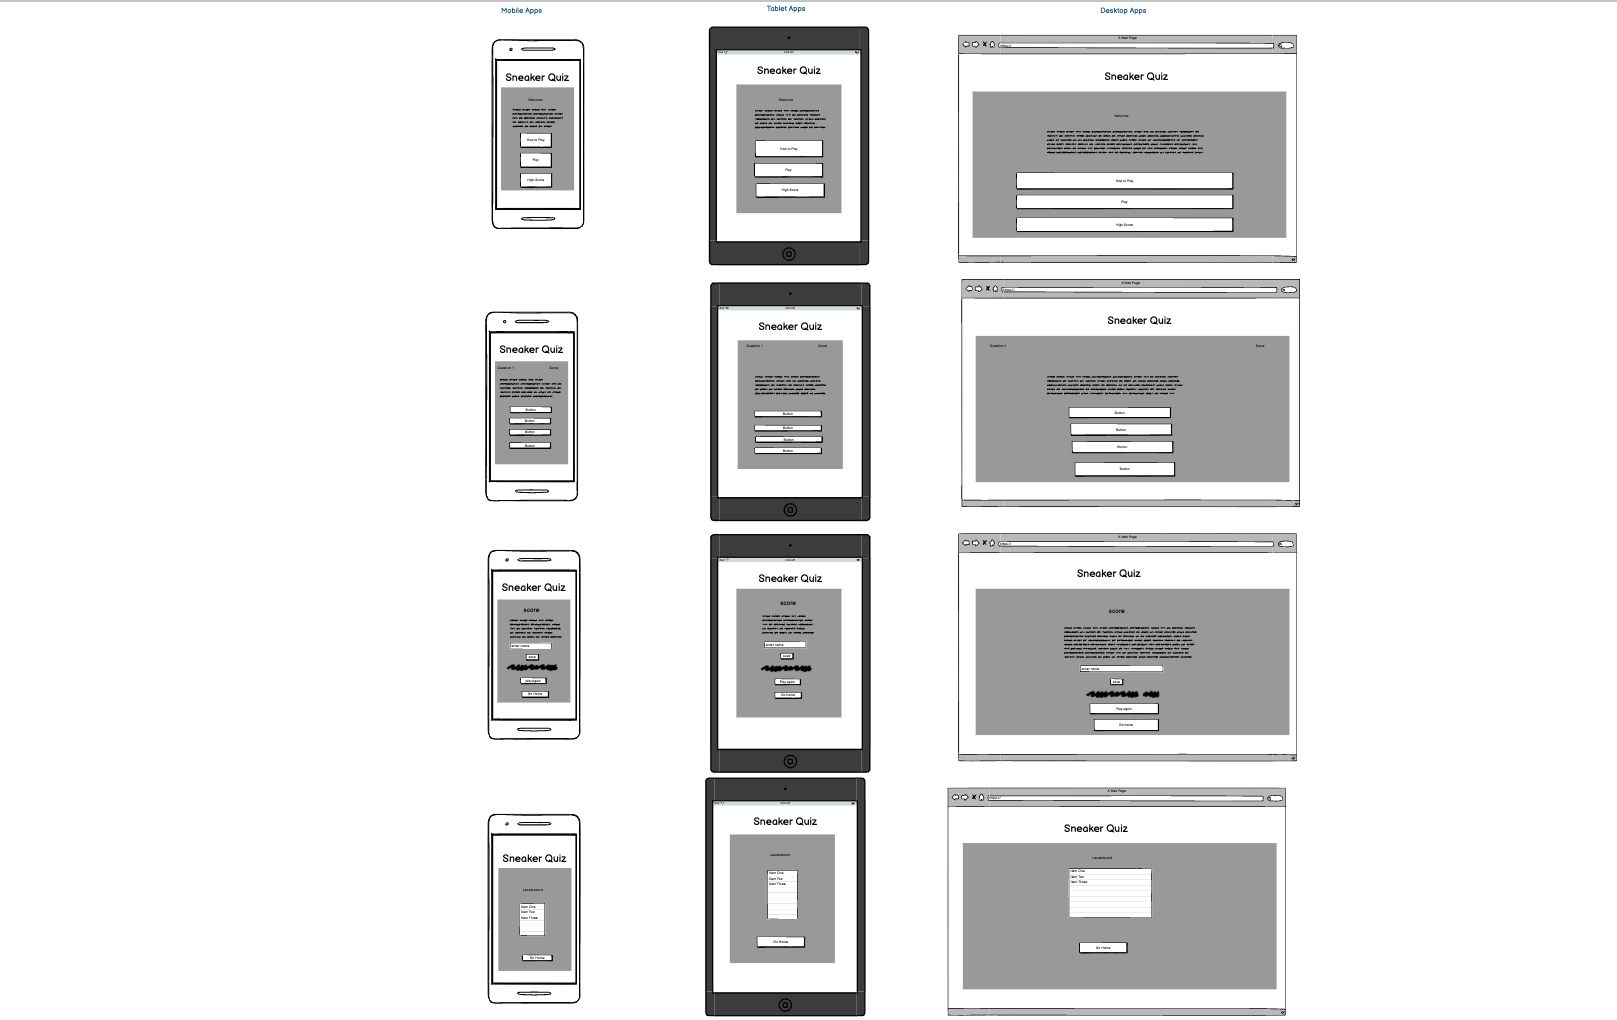 Mobile Apps
Tablet Apps
Desktop Apps
Sneaker Quiz
Welcome
How to Play
Play
High Score
Sneaker Quiz
Welcome
How to Play
Play
High Score
A Web Page
https://
Sneaker Quiz
Welcome
How to Play
Play
High Score
Sneaker Quiz
Question 1
Score
Button
Button
Button
Button
Sneaker Quiz
Question 1
Score
Button
Button
Button
Button
A Web Page
https://
Sneaker Quiz
Question 1
Score
Button
Button
Button
Button
Sneaker Quiz
score
enter name
save
play again
Go Home
Sneaker Quiz
score
enter name
save
Play again
Go Home
A Web Page
https://
Sneaker Quiz
score
enter name
save
Play again
Go Home
Sneaker Quiz
Leaderboard
Item One
Item Two
Item Three
Go Home
Sneaker Quiz
Leaderboard
Item One
Item Two
Item Three
Go Home
A Web Page
https://
Sneaker Quiz
Leaderboard
Item One
Item Two
Item Three
Go Home